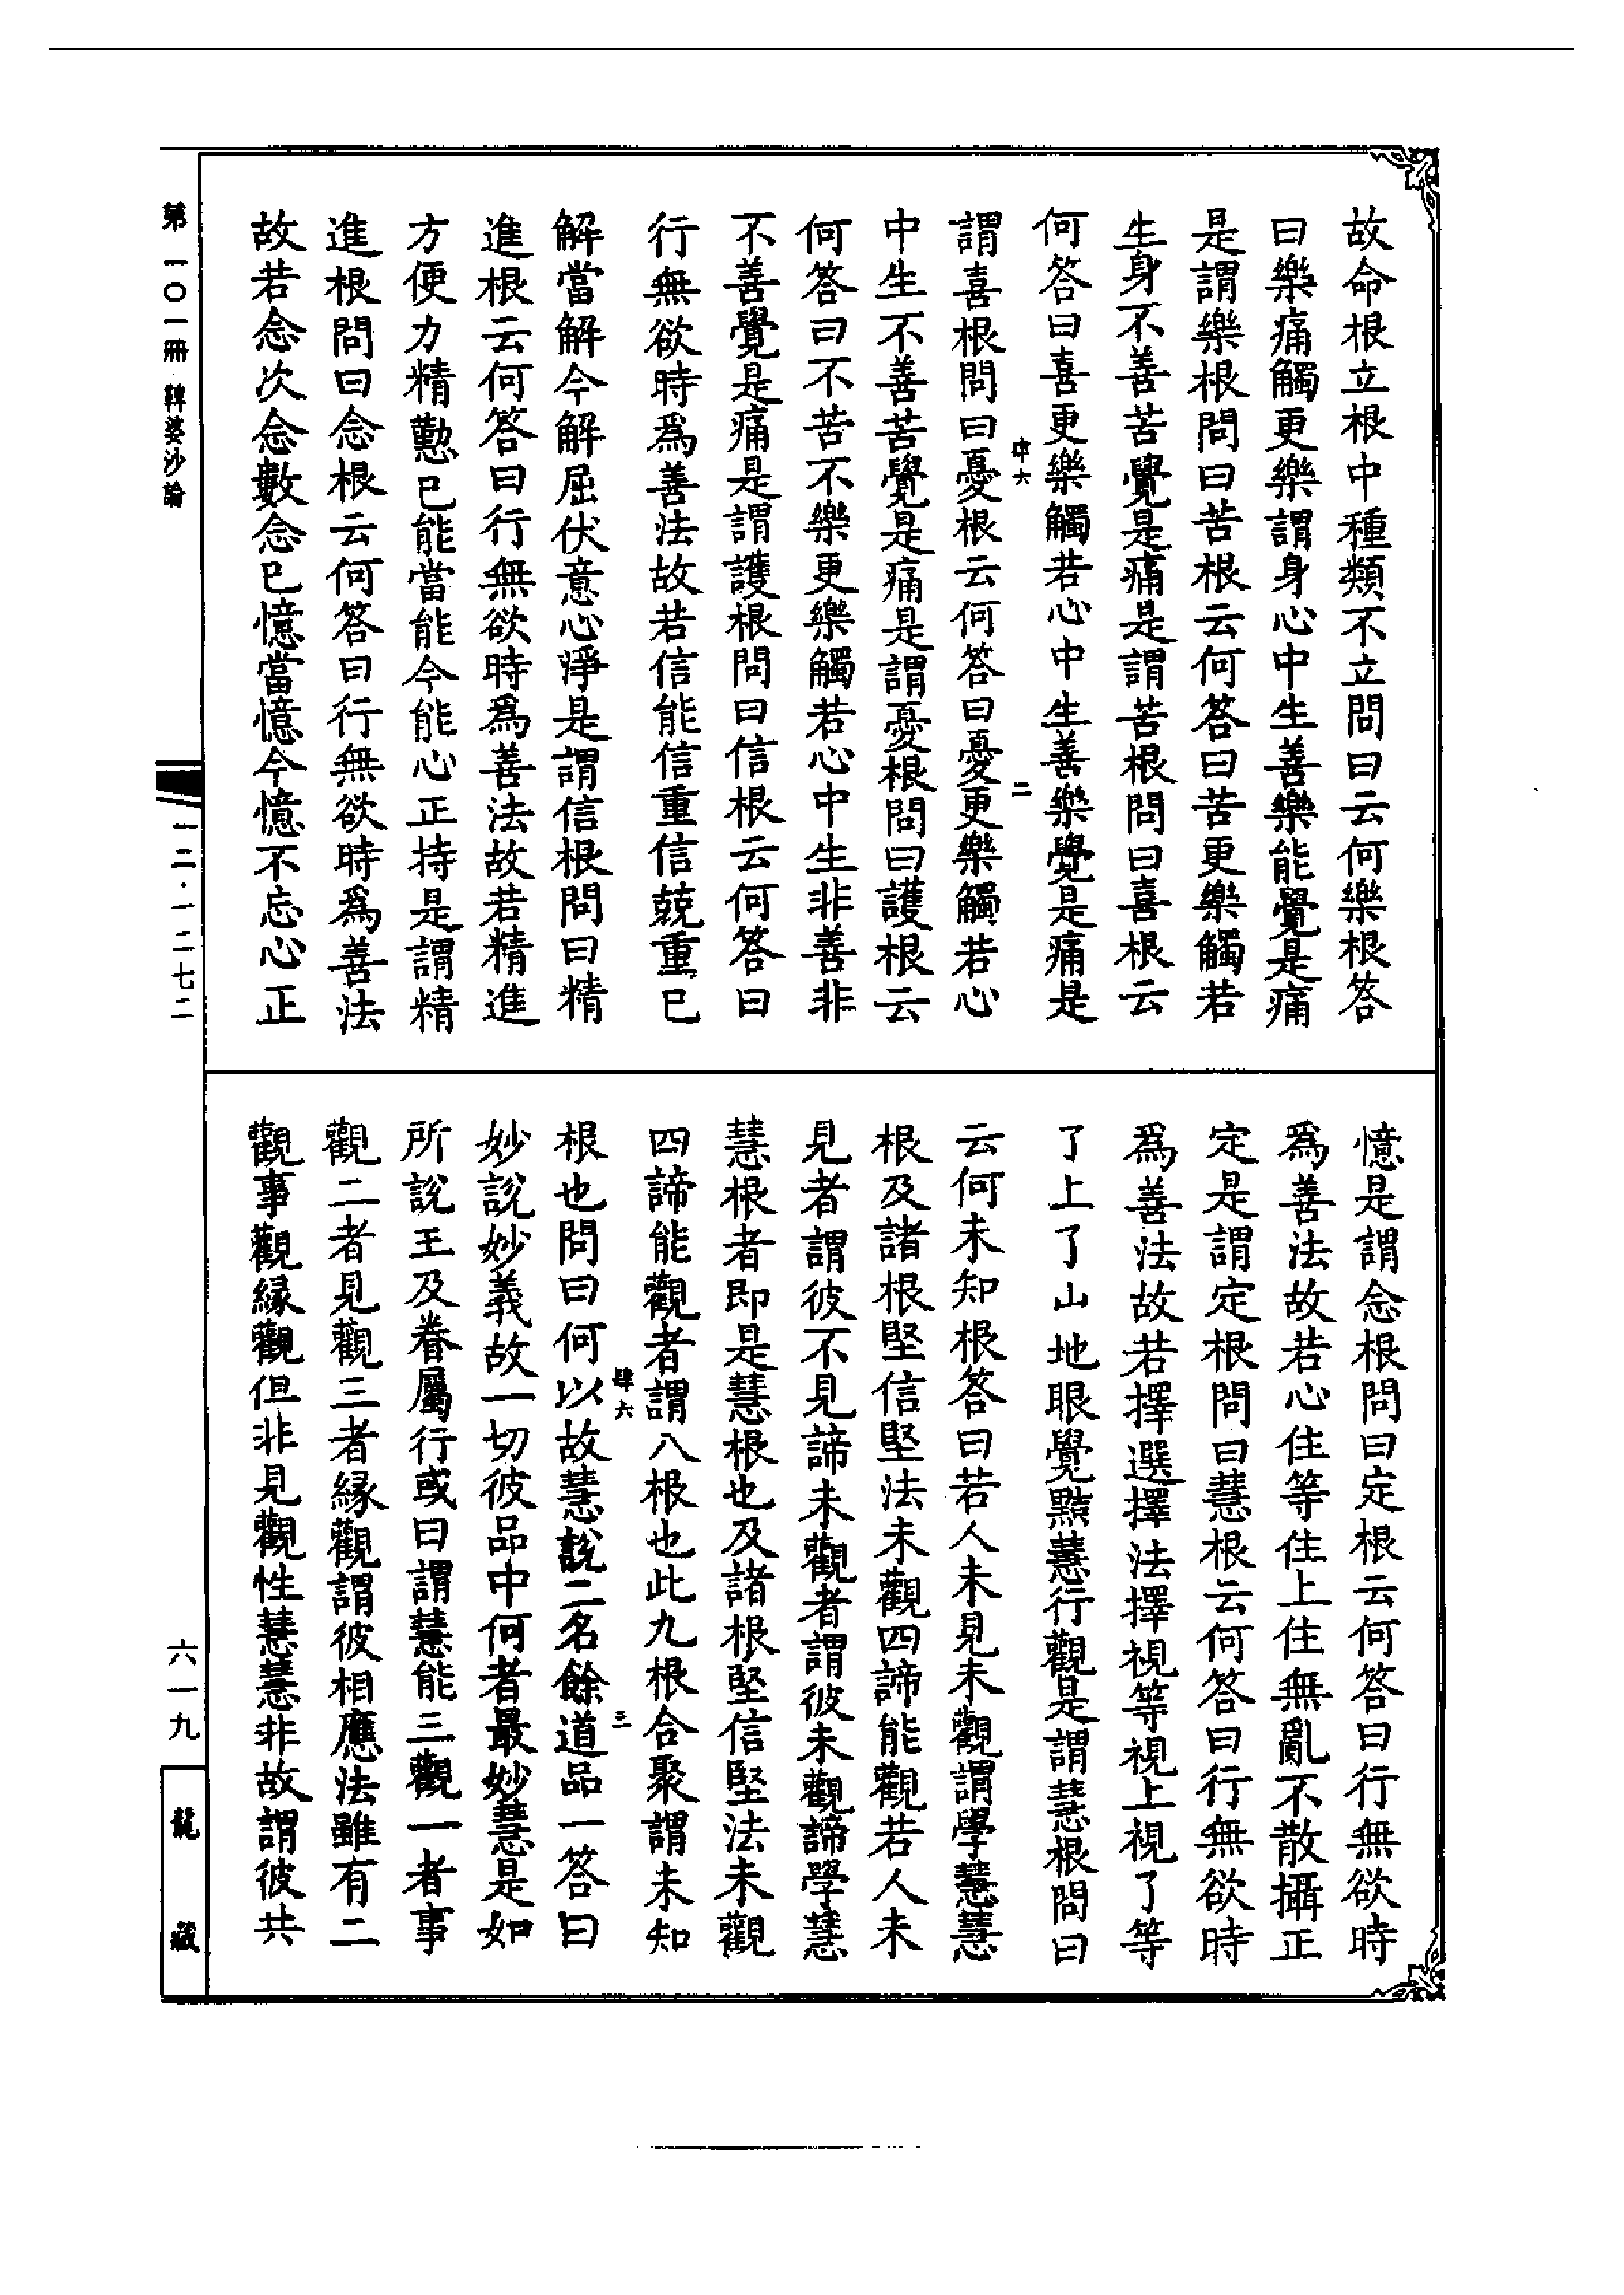 故命根立根中種類不立問曰云何樂根答
曰樂痛觸更樂謂身心中生善樂能覺是痛
是謂樂根問曰苦根云何答曰苦更樂觸若
生身不善苦覺是痛是謂苦根問曰喜根云
何答曰喜更樂觸若心中生善樂覺是痛是
謂喜根問曰憂根云何答曰憂更樂觸若心
中生不善苦覺是痛是謂憂根問曰護根云
何答曰不苦不樂更樂觸若心中生非善非
不善覺是痛是謂護根問曰信根云何答曰
行無欲時爲善法故若信能信重信兢重已
解當解今解屈伏意心淨是謂信根問曰精
進根云何答曰行無欲時爲善法故若精進
方便力精懃已能當能今能心正持是謂精
進根問曰念根云何答曰行無欲時爲善法
故若念次念數念已憶當憶今憶不忘心正
憶是謂念根問曰定根云何答曰行無欲時
爲善法故若心住等住上住無亂不散攝正
定是謂定根問曰慧根云何答曰行無欲時
爲善法故若擇選擇法擇視等視上視了等
了上了山地眼覺黠慧行觀是謂慧根問曰
云何未知根答曰若人未見未觀謂學慧慧
根及諸根堅信堅法未觀四諦能觀若人未
見者謂彼不見諦未觀者謂彼未觀諦學慧
慧根者即是慧根也及諸根堅信堅法未觀
四諦能觀者謂八根也此九根合聚謂未知
根也問曰何以故慧說二名餘道品一答曰
妙說妙義故一切彼品中何者最妙慧是如
所說王及眷屬行或曰謂慧能三觀一者事
觀二者見觀三者緣觀謂彼相應法雖有二
觀事觀緣觀但非見觀性慧慧非故謂彼共
肆六
二
肆六
三
第一〇一冊 鞞婆沙論
一二·一二七二
六一九
龍藏